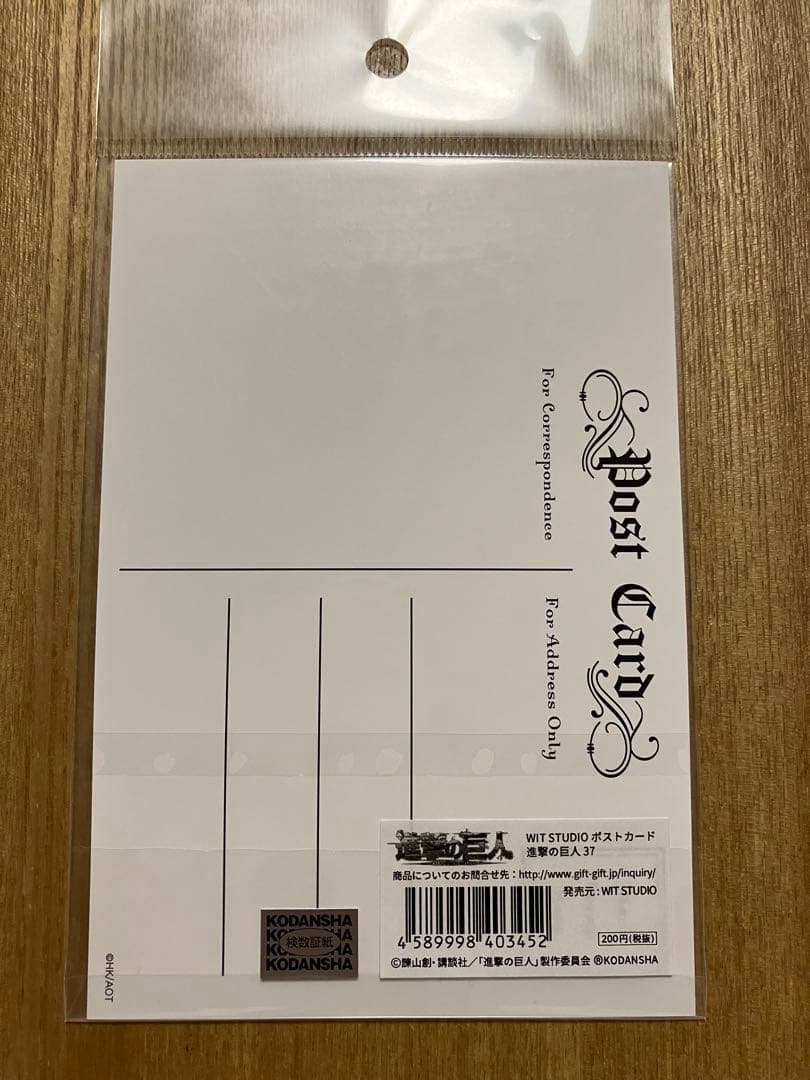 Post Card
For Correspondence
For Address Only
進撃の巨人
WIT STUDIO ポストカード
進撃の巨人 37
商品についてのお問合せ先：http://www.gift-gift.jp/inquiry/
発売元：WIT STUDIO
4 589998 403452
200円(税抜)
©諫山創・講談社／「進撃の巨人」製作委員会 ®KODANSHA
KODANSHA
KODANSHA
検数証紙
KODANSHA
KODANSHA
©HK/AOT